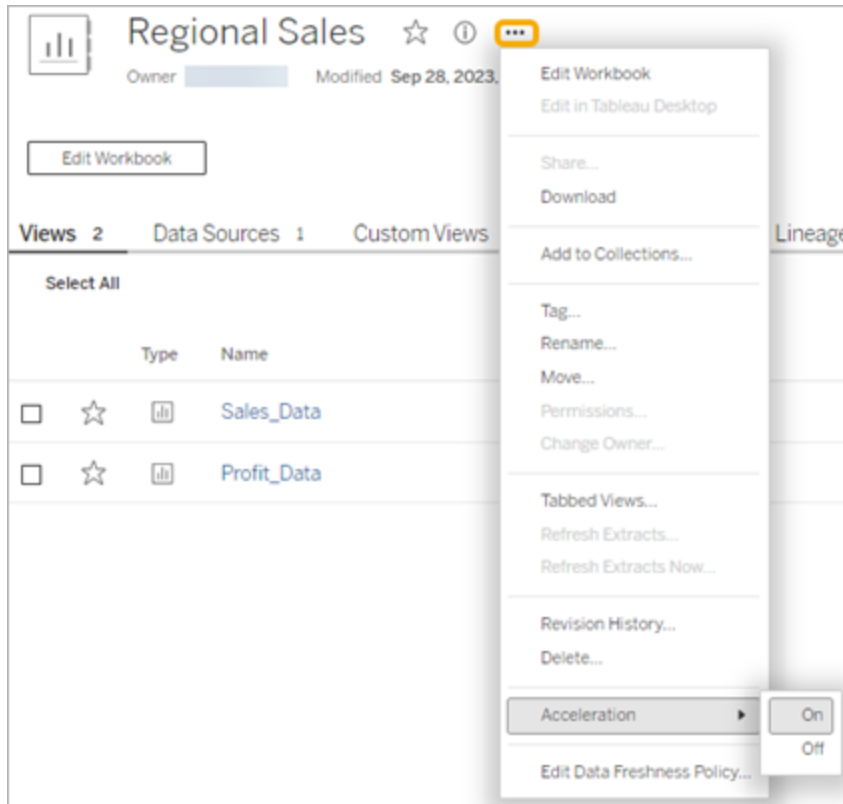 Regional Sales
Owner
Modified Sep 28, 2023,
Edit Workbook
Views 2
Data Sources 1
Custom Views
Lineage
Select All
Type
Name
Sales_Data
Profit_Data
Edit Workbook
Edit in Tableau Desktop
Share...
Download
Add to Collections...
Tag...
Rename...
Move...
Permissions...
Change Owner...
Tabbed Views...
Refresh Extracts...
Refresh Extracts Now...
Revision History...
Delete...
Acceleration
On
Off
Edit Data Freshness Policy...